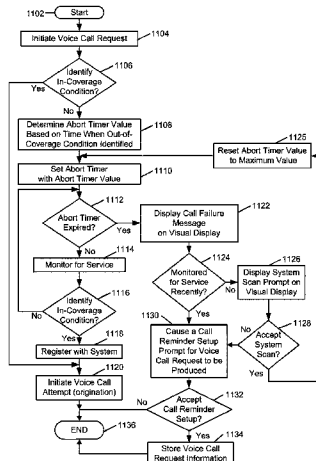 1102
Start
Initiate Voice Call Request
1104
Identify
In-Coverage
Condition?
1106
Yes
No
Determine Abort Timer Value
Based on Time When Out-of-
Coverage Condition Identified
1108
1125
Reset Abort Timer Value
to Maximum Value
Set Abort Timer
with Abort Timer Value
1110
1112
Abort Timer
Expired?
Yes
No
Display Call Failure
Message
on Visual Display
1122
1114
Monitor for Service
1124
Monitored
for Service
Recently?
No
Yes
1126
Display System
Scan Prompt on
Visual Display
1116
Identify
In-Coverage
Condition?
No
Yes
1130
Cause a Call
Reminder Setup
Prompt for Voice
Call Request to be
Produced
1128
Accept
System
Scan?
No
Yes
1118
Register with System
1120
Initiate Voice Call
Attempt (origination)
1132
Accept
Call Reminder
Setup?
No
Yes
END
1136
1134
Store Voice Call
Request Information